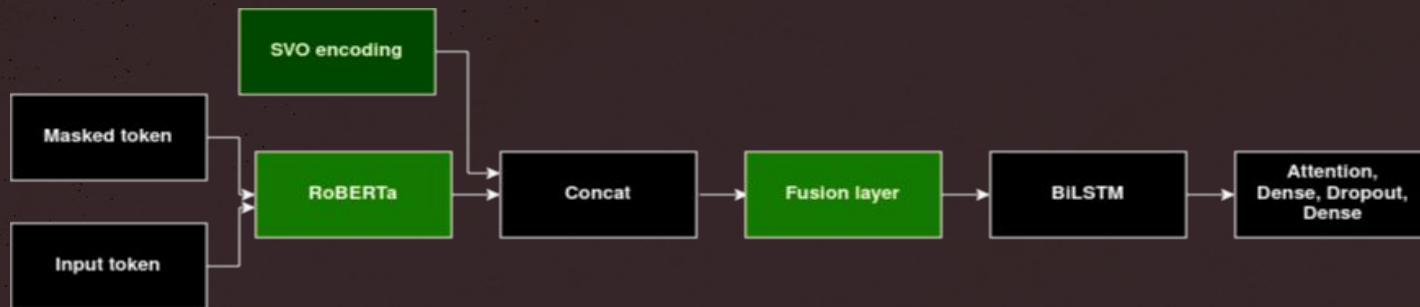 SVO encoding
Masked token
Input token
RoBERTa
Concat
Fusion layer
BiLSTM
Attention,
Dense, Dropout,
Dense